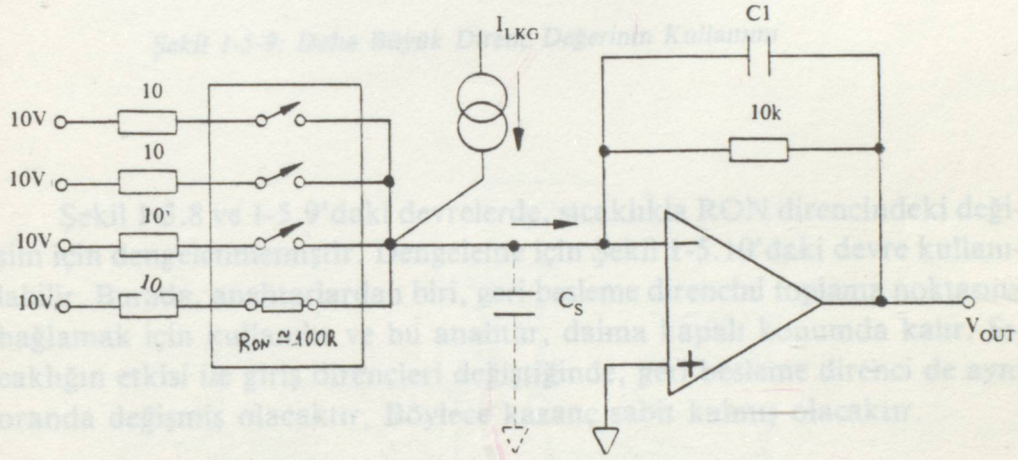 Şekil 1-5-9: Daha Büyük Direnç Değerinin Kullanımı
C1
I LKG
10
10k
10V
10
10V
10
10V
10
10V
RON ≃ 100R
CS
+
VOUT
Şekil 1-5.8 ve 1-5.9'daki devrelerde, sıcaklıkla RON direncindeki deği-
şim için dengeleme için Şekil 1-5.10'daki devre kullanı-
labilir. Burada, anahtarlardan biri, geri besleme direncini toplama noktasına
bağlamak için kullanılır ve bu anahtar, daima kapalı konumda kalır.
caklığın etkisi ile giriş dirençleri değiştiğinde, geri besleme direnci de aynı
oranda değişmiş olacaktır. Böylece kazanç sabit kalmış olacaktır.